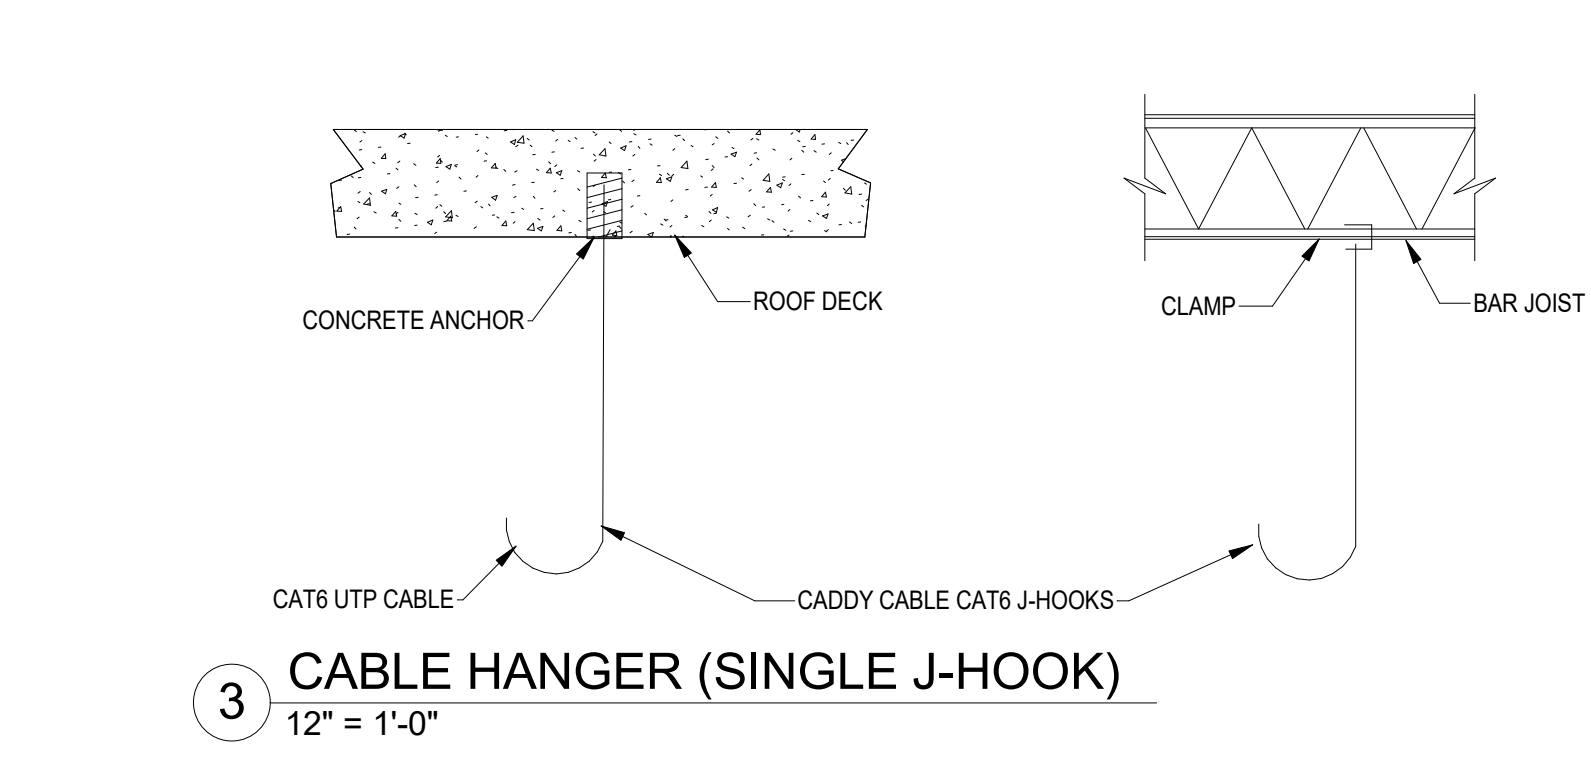 ROOF DECK
CONCRETE ANCHOR
CLAMP
BAR JOIST
CAT6 UTP CABLE
CADDY CABLE CAT6 J-HOOKS
3
CABLE HANGER (SINGLE J-HOOK)
12" = 1'-0"